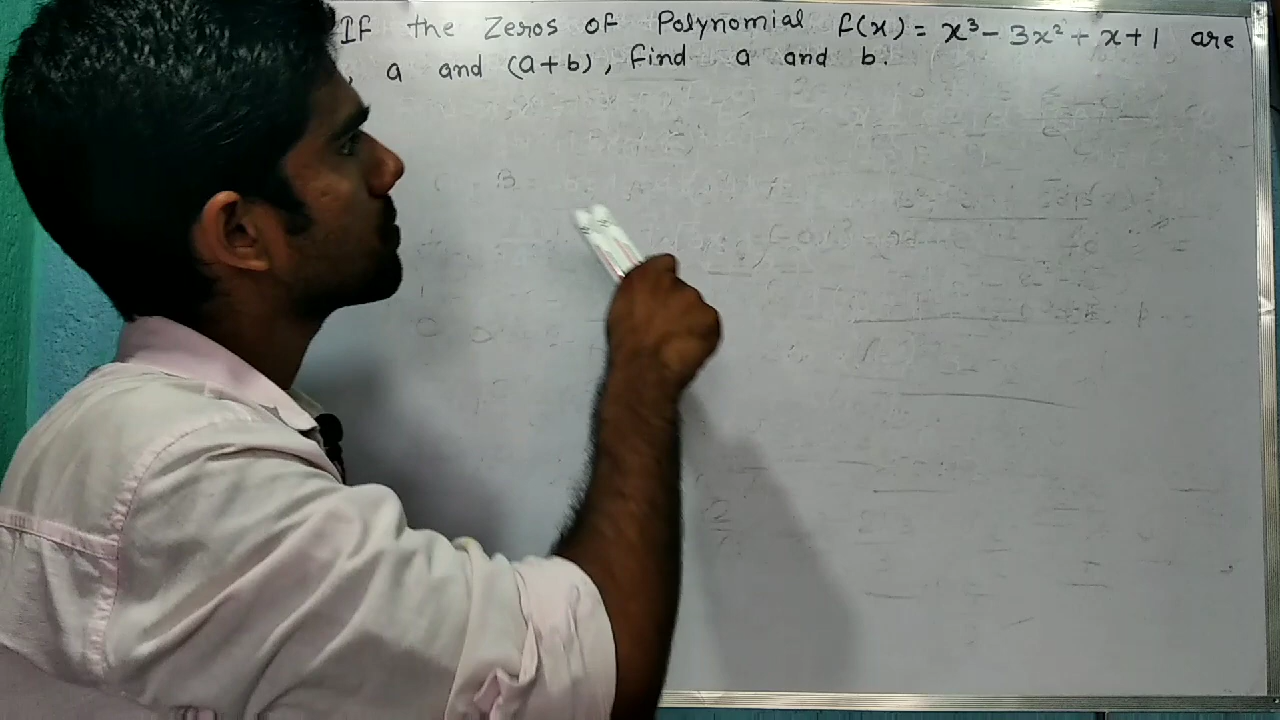 If the Zeros of Polynomial f(x) = x³ - 3x² + x + 1 are
, a and (a+b), find a and b.